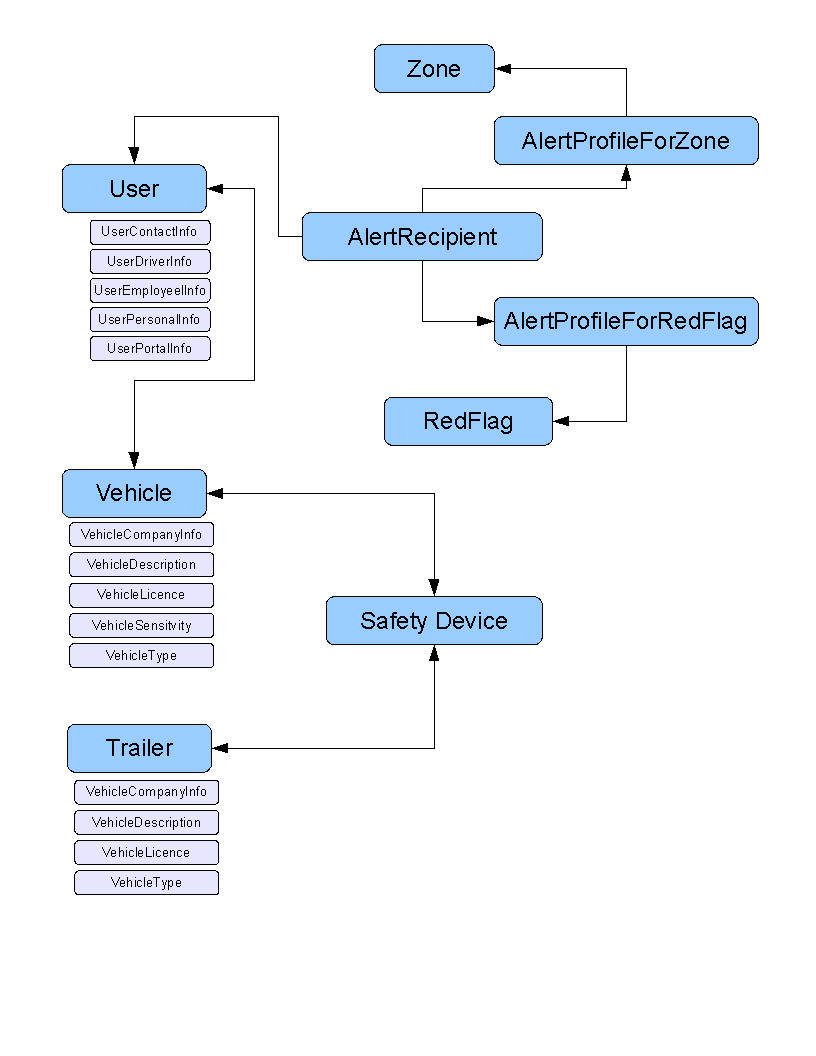 Zone
AlertProfileForZone
User
AlertRecipient
UserContactInfo
UserDriverInfo
UserEmployeeIInfo
UserPersonalInfo
UserPortalInfo
AlertProfileForRedFlag
RedFlag
Vehicle
VehicleCompanyInfo
VehicleDescription
VehicleLicence
VehicleSensitvity
VehicleType
Safety Device
Trailer
VehicleCompanyInfo
VehicleDescription
VehicleLicence
VehicleType